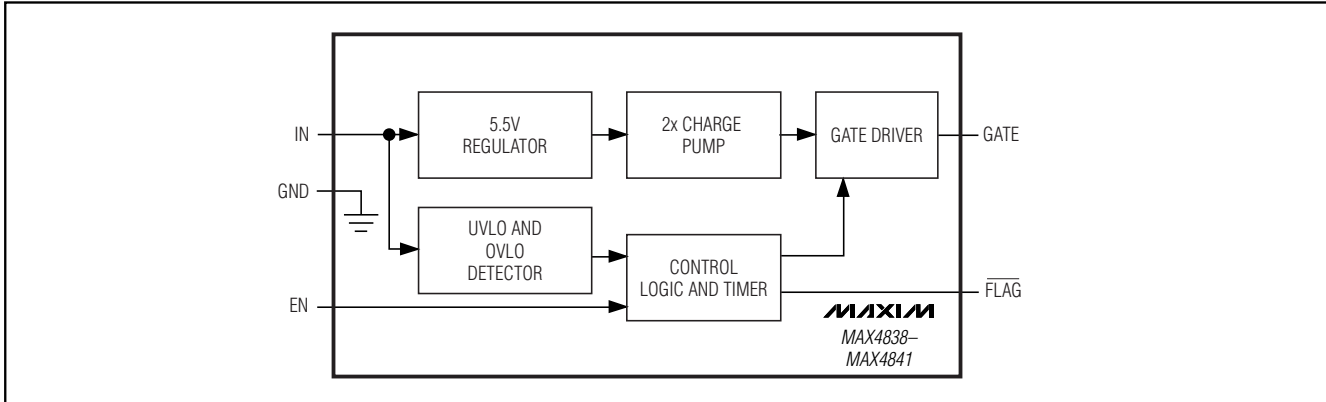 IN
5.5V
REGULATOR
2x CHARGE
PUMP
GATE DRIVER
GATE
GND
UVLO AND
OVLO
DETECTOR
CONTROL
LOGIC AND TIMER
EN
FLAG
MAXIM
MAX4838–
MAX4841